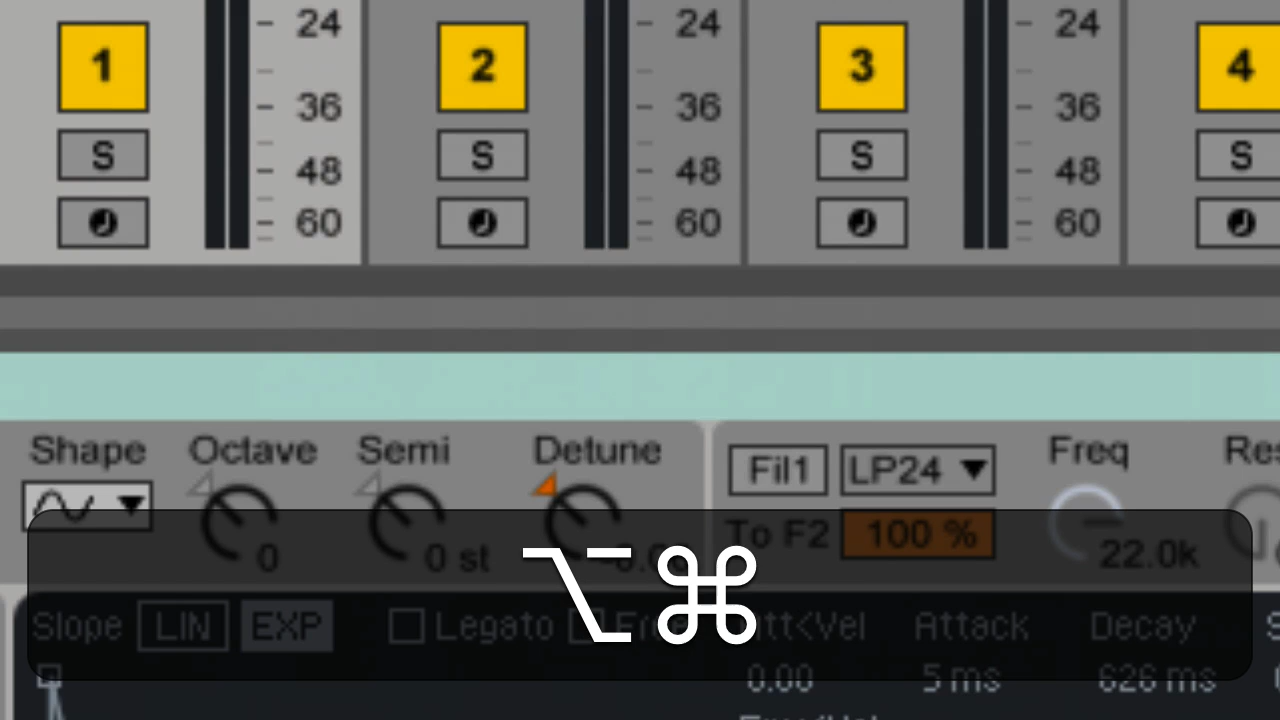 1 24 2 24 3 24 4
36 36 36
S 48 S 48 S 48 S
60 60 60
Shape Octave Semi Detune Freq
Fil1 LP24
0 0 st To F2 100 % 22.0k
⌥⌘
Slope LIN EXP Legato Attack Decay
0.00 5 ms 626 ms